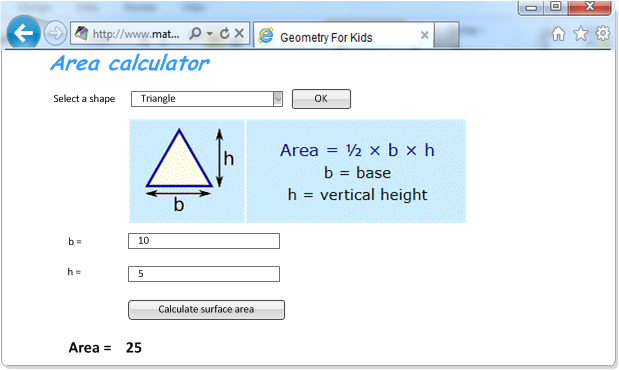 http://www.mat...
Geometry For Kids
Area calculator
Select a shape
Triangle
OK
h
b
Area = ½ × b × h
b = base
h = vertical height
b =
10
h =
5
Calculate surface area
Area = 25